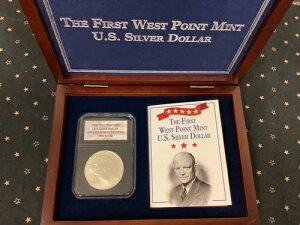 THE FIRST WEST POINT MINT
U.S. SILVER DOLLAR
THE FIRST
WEST POINT MINT
U.S. SILVER DOLLAR